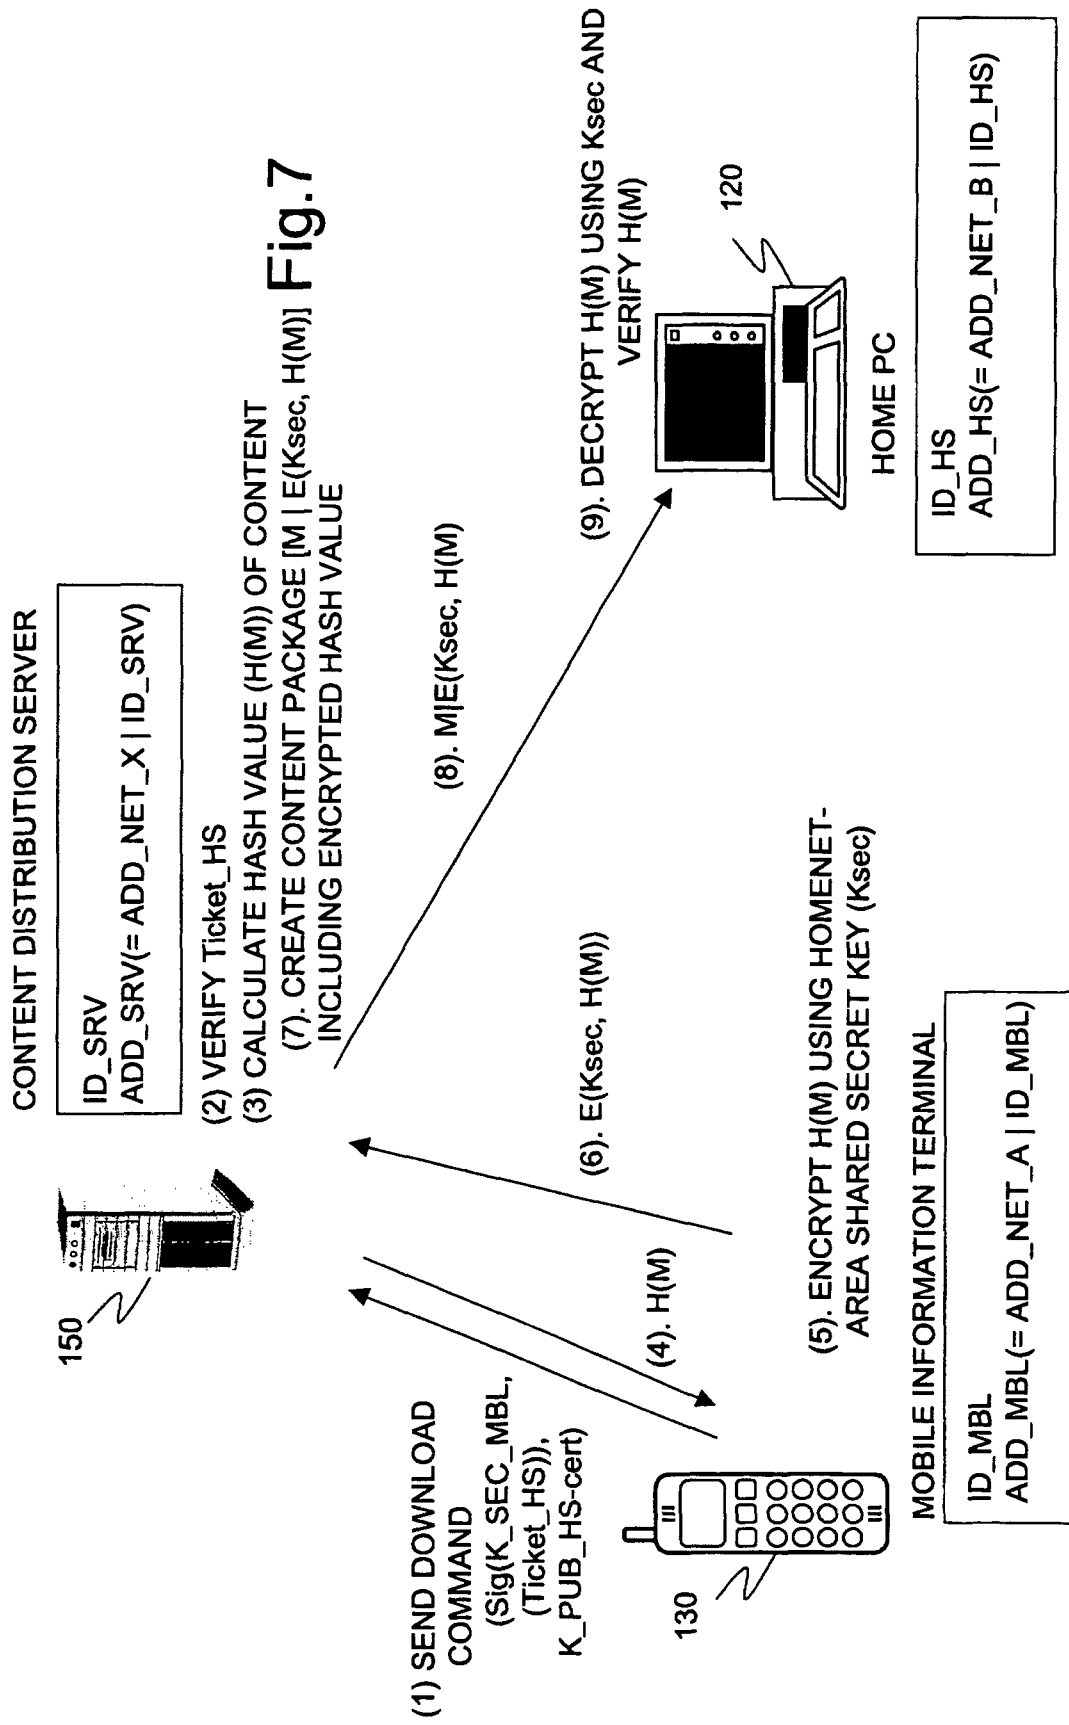 Fig.7
CONTENT DISTRIBUTION SERVER
ID_SRV
ADD_SRV(= ADD_NET_X | ID_SRV)
150
(2) VERIFY Ticket_HS
(3) CALCULATE HASH VALUE (H(M)) OF CONTENT
(7). CREATE CONTENT PACKAGE [M | E(Ksec, H(M))]
INCLUDING ENCRYPTED HASH VALUE
(1) SEND DOWNLOAD
COMMAND
(Sig(K_SEC_MBL,
(Ticket_HS)),
K_PUB_HS-cert)
(4). H(M)
(6). E(Ksec, H(M))
(8). M|E(Ksec, H(M)
130
(5). ENCRYPT H(M) USING HOMENET-
AREA SHARED SECRET KEY (Ksec)
MOBILE INFORMATION TERMINAL
ID_MBL
ADD_MBL(= ADD_NET_A | ID_MBL)
(9). DECRYPT H(M) USING Ksec AND
VERIFY H(M)
120
HOME PC
ID_HS
ADD_HS(= ADD_NET_B | ID_HS)